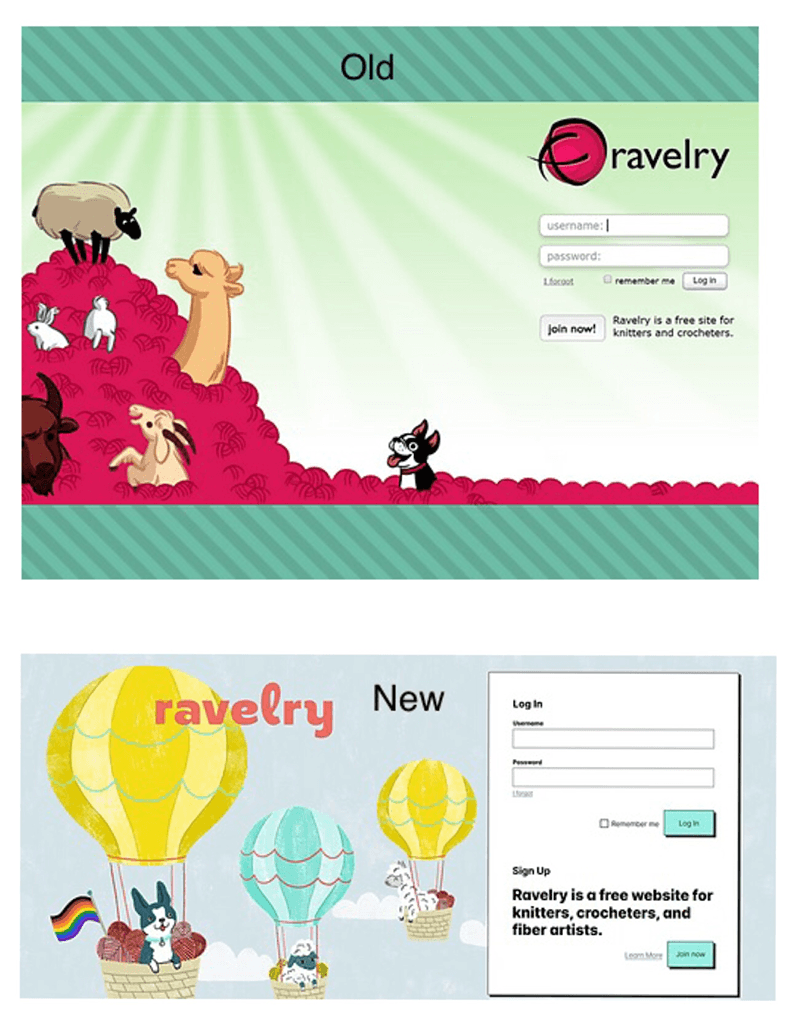 Old
ravelry
username:
password:
I forgot
remember me
Log in
join now!
Ravelry is a free site for
knitters and crocheters.
ravelry
New
Log In
Username
Password
I forgot
Remember me
Log In
Sign Up
Ravelry is a free website for
knitters, crocheters, and
fiber artists.
Learn More
Join now